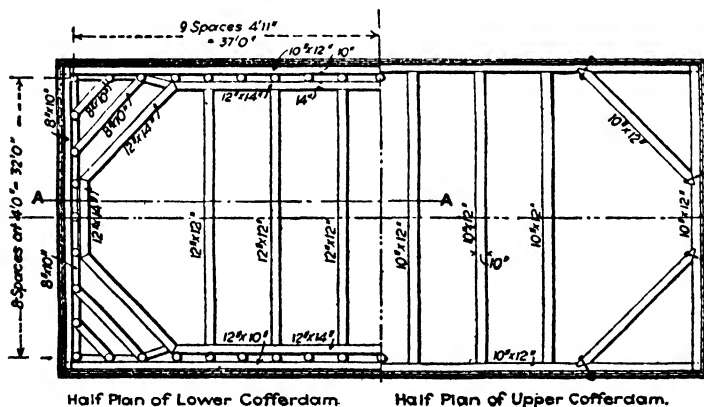 9 Spaces 4'11"
= 37'0"
10"x12" 10"
8"x10"
8"x10"
8"x10"
12"x14"
12"x14"
14"
10"x12"
A
A
8 Spaces at 4'0" = 32'0"
12"x14"
12"x12"
12"x12"
12"x12"
10"x12"
10"x12"
10"
10"x12"
10"x12"
8"x10"
12"x10"
12"x14"
10"x12"
Half Plan of Lower Cofferdam
Half Plan of Upper Cofferdam.